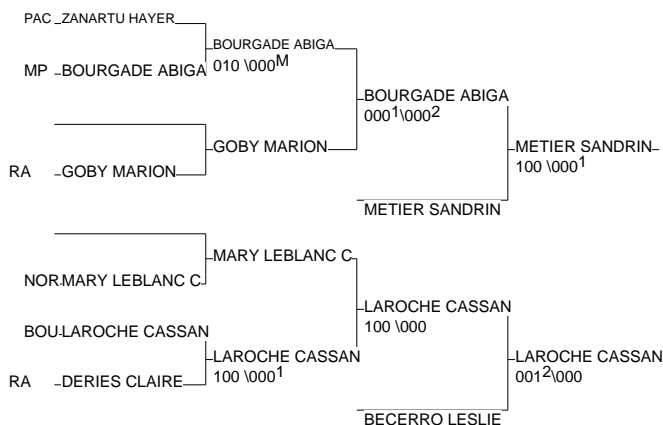 PAC ZANARTU HAYER
BOURGADE ABIGA
010 \000M
MP BOURGADE ABIGA
BOURGADE ABIGA
000¹\000²
GOBY MARION
METIER SANDRIN
100 \000¹
RA GOBY MARION
METIER SANDRIN
MARY LEBLANC C
NOR MARY LEBLANC C
LAROCHE CASSAN
100 \000
BOU LAROCHE CASSAN
LAROCHE CASSAN
100 \000¹
LAROCHE CASSAN
001²\000
RA DERIES CLAIRE
BECERRO LESLIE